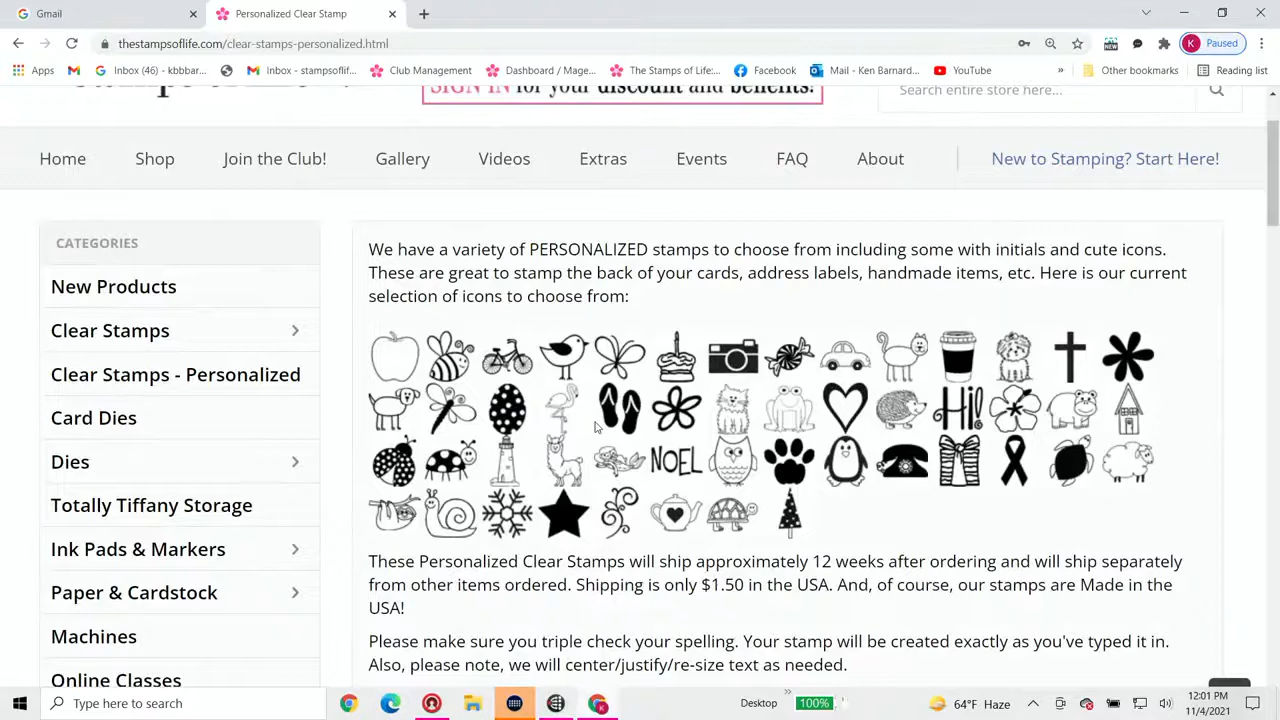 Gmail
Personalized Clear Stamp
thestampsoflife.com/clear-stamps-personalized.html
K Paused
Apps
Inbox (46) - kbbbar...
Inbox - stampsoflif...
Club Management
Dashboard / Mage...
The Stamps of Life:...
Facebook
Mail - Ken Barnard...
YouTube
»
Other bookmarks
Reading list
SIGN IN for your discount and benefits!
Search entire store here...
Home
Shop
Join the Club!
Gallery
Videos
Extras
Events
FAQ
About
New to Stamping? Start Here!
CATEGORIES
New Products
Clear Stamps
Clear Stamps - Personalized
Card Dies
Dies
Totally Tiffany Storage
Ink Pads & Markers
Paper & Cardstock
Machines
Online Classes
We have a variety of PERSONALIZED stamps to choose from including some with initials and cute icons.
These are great to stamp the back of your cards, address labels, handmade items, etc. Here is our current
selection of icons to choose from:
Hi!
NOEL
These Personalized Clear Stamps will ship approximately 12 weeks after ordering and will ship separately
from other items ordered. Shipping is only $1.50 in the USA. And, of course, our stamps are Made in the
USA!
Please make sure you triple check your spelling. Your stamp will be created exactly as you've typed it in.
Also, please note, we will center/justify/re-size text as needed.
Type here to search
Desktop
»
100%
64°F Haze
12:01 PM
11/4/2021